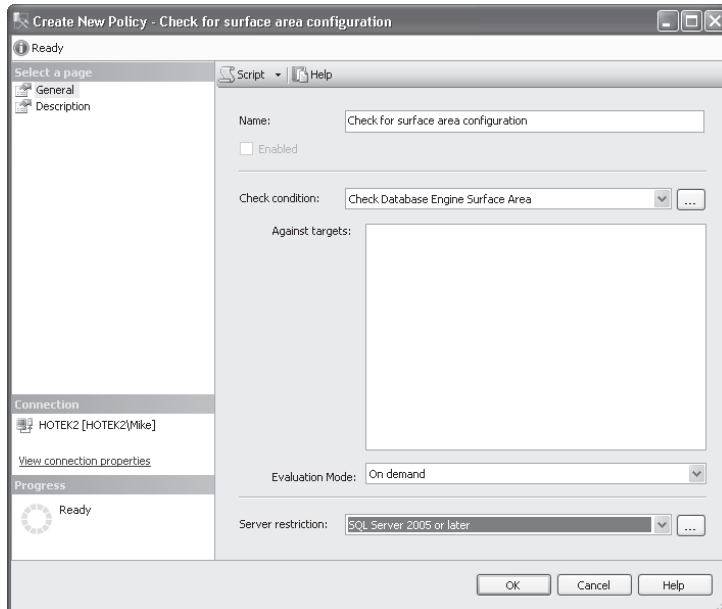 Create New Policy - Check for surface area configuration
Ready
Select a page
General
Description
Script
Help
Name:
Check for surface area configuration
Enabled
Check condition:
Check Database Engine Surface Area
...
Against targets:
Connection
HOTEK2 [HOTEK2\Mike]
View connection properties
Progress
Ready
Evaluation Mode:
On demand
Server restriction:
SQL Server 2005 or later
...
OK
Cancel
Help